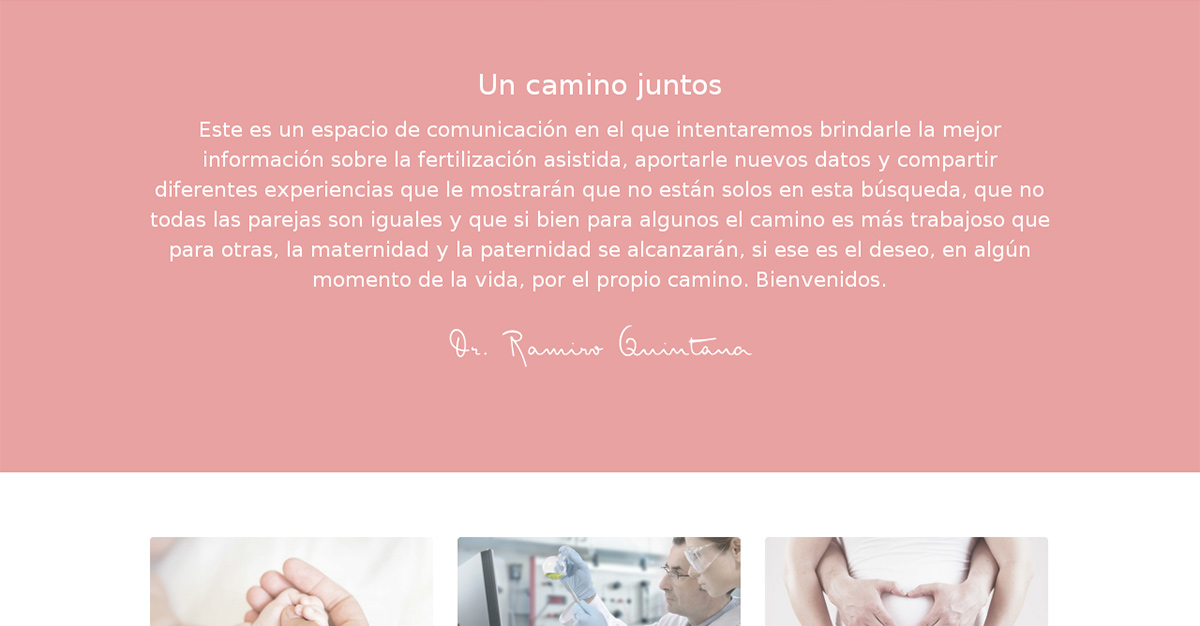 Un camino juntos
Este es un espacio de comunicación en el que intentaremos brindarle la mejor
información sobre la fertilización asistida, aportarle nuevos datos y compartir
diferentes experiencias que le mostrarán que no están solos en esta búsqueda, que no
todas las parejas son iguales y que si bien para algunos el camino es más trabajoso que
para otras, la maternidad y la paternidad se alcanzarán, si ese es el deseo, en algún
momento de la vida, por el propio camino. Bienvenidos.
Dr. Ramiro Quintana